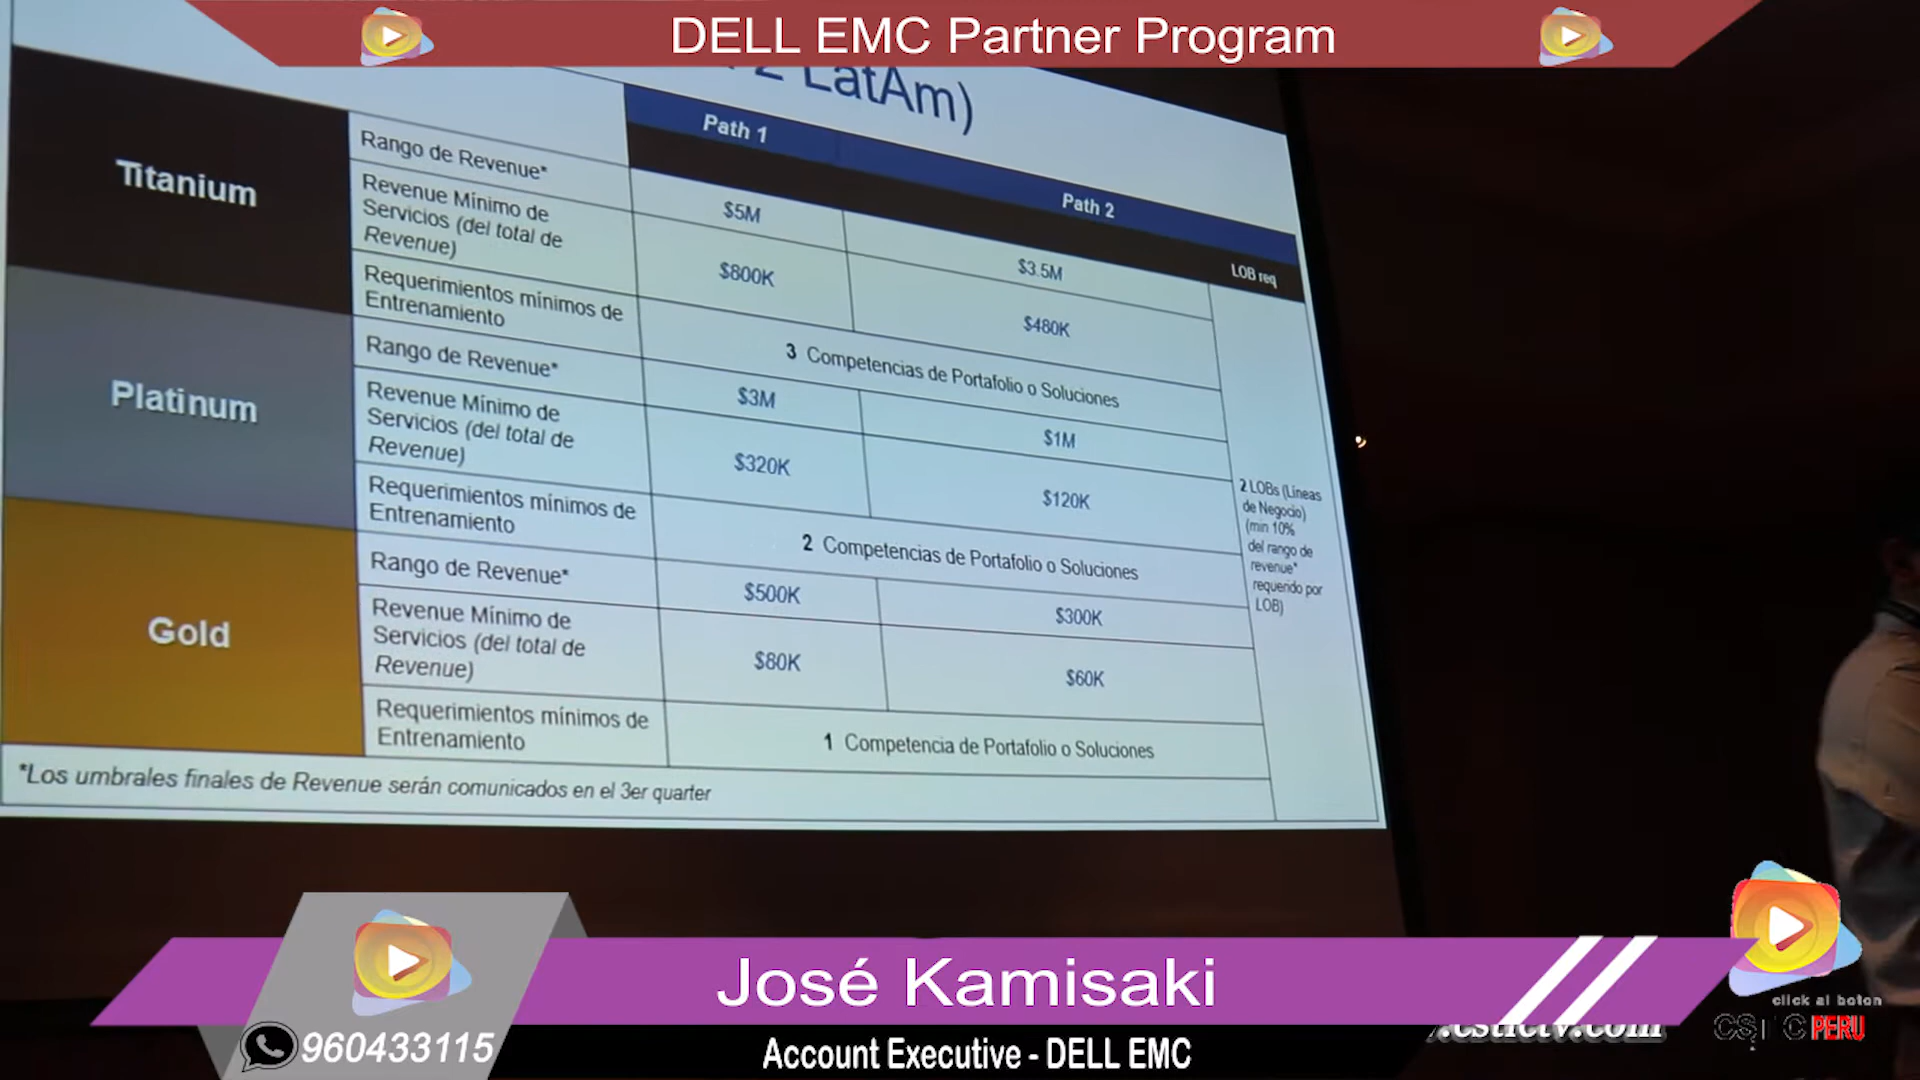 DELL EMC Partner Program
LatAm)
Path 1
Path 2
LOB req
Titanium
Rango de Revenue*
$5M
$3.5M
Revenue Mínimo de
Servicios (del total de
Revenue)
$800K
$480K
Requerimientos mínimos de
Entrenamiento
3 Competencias de Portafolio o Soluciones
Platinum
Rango de Revenue*
$3M
$1M
Revenue Mínimo de
Servicios (del total de
Revenue)
$320K
$120K
Requerimientos mínimos de
Entrenamiento
2 Competencias de Portafolio o Soluciones
Gold
Rango de Revenue*
$500K
$300K
Revenue Mínimo de
Servicios (del total de
Revenue)
$80K
$60K
Requerimientos mínimos de
Entrenamiento
1 Competencia de Portafolio o Soluciones
2 LOBs (Líneas
de Negocio)
(min 10%
del rango de
revenue*
requerido por
LOB)
*Los umbrales finales de Revenue serán comunicados en el 3er quarter
José Kamisaki
960433115
Account Executive - DELL EMC
click al boton
PERU